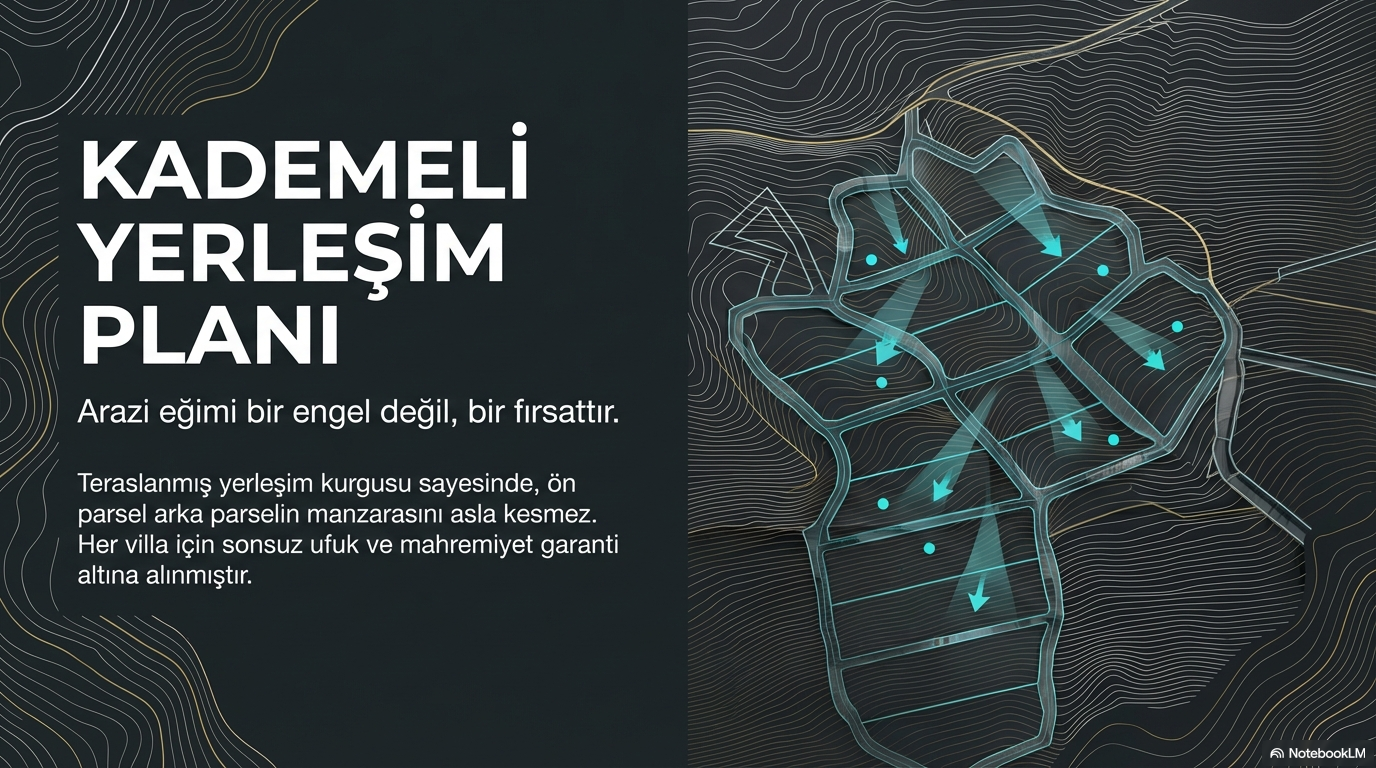 KADEMELİ
YERLEŞİM
PLANI
Arazi eğimi bir engel değil, bir fırsattır.
Teraslanmış yerleşim kurgusu sayesinde, ön
parsel arka parselin manzarasını asla kesmez.
Her villa için sonsuz ufuk ve mahremiyet garanti
altına alınmıştır.
NotebookLM